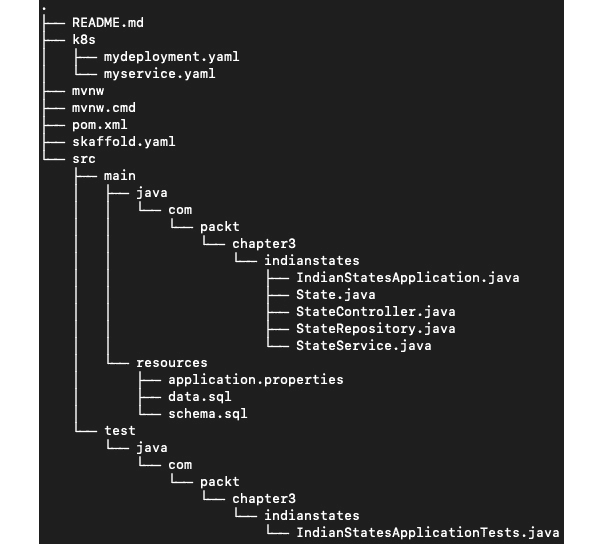 .
├── README.md
├── k8s
│   ├── mydeployment.yaml
│   └── myservice.yaml
├── mvnw
├── mvnw.cmd
├── pom.xml
├── skaffold.yaml
└── src
    ├── main
    │   ├── java
    │   │   └── com
    │   │       └── packt
    │   │           └── chapter3
    │   │               └── indianstates
    │   │                   ├── IndianStatesApplication.java
    │   │                   ├── State.java
    │   │                   ├── StateController.java
    │   │                   ├── StateRepository.java
    │   │                   └── StateService.java
    │   └── resources
    │       ├── application.properties
    │       ├── data.sql
    │       └── schema.sql
    └── test
        └── java
            └── com
                └── packt
                    └── chapter3
                        └── indianstates
                            └── IndianStatesApplicationTests.java